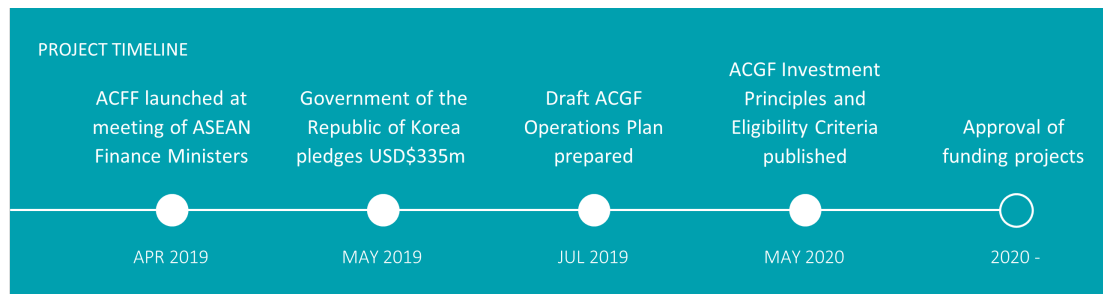 PROJECT TIMELINE
ACFF launched at
meeting of ASEAN
Finance Ministers
APR 2019
Government of the
Republic of Korea
pledges USD$335m
MAY 2019
Draft ACGF
Operations Plan
prepared
JUL 2019
ACGF Investment
Principles and
Eligibility Criteria
published
MAY 2020
Approval of
funding projects
2020 -